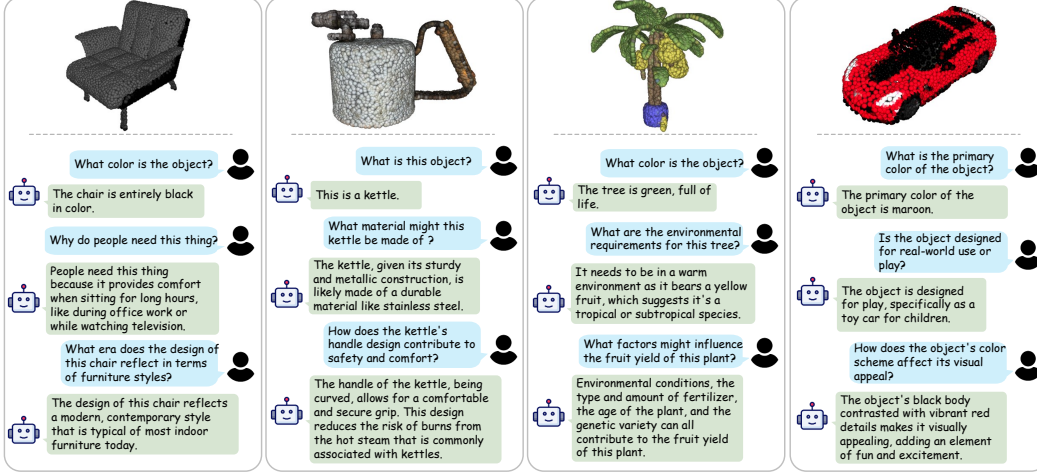 What color is the object?
The chair is entirely black
in color.
Why do people need this thing?
People need this thing
because it provides comfort
when sitting for long hours,
like during office work or
while watching television.
What era does the design of
this chair reflect in terms
of furniture styles?
The design of this chair reflects
a modern, contemporary style
that is typical of most indoor
furniture today.
What is this object?
This is a kettle.
What material might this
kettle be made of ?
The kettle, given its sturdy
and metallic construction, is
likely made of a durable
material like stainless steel.
How does the kettle's
handle design contribute to
safety and comfort?
The handle of the kettle, being
curved, allows for a comfortable
and secure grip. This design
reduces the risk of burns from
the hot steam that is commonly
associated with kettles.
What color is the object?
The tree is green, full of
life.
What are the environmental
requirements for this tree?
It needs to be in a warm
environment as it bears a yellow
fruit, which suggests it's a
tropical or subtropical species.
What factors might influence
the fruit yield of this plant?
Environmental conditions, the
type and amount of fertilizer,
the age of the plant, and the
genetic variety can all
contribute to the fruit yield
of this plant.
What is the primary
color of the object?
The primary color of the
object is maroon.
Is the object designed
for real-world use or
play?
The object is designed
for play, specifically as a
toy car for children.
How does the object's color
scheme affect its visual
appeal?
The object's black body
contrasted with vibrant red
details makes it visually
appealing, adding an element
of fun and excitement.